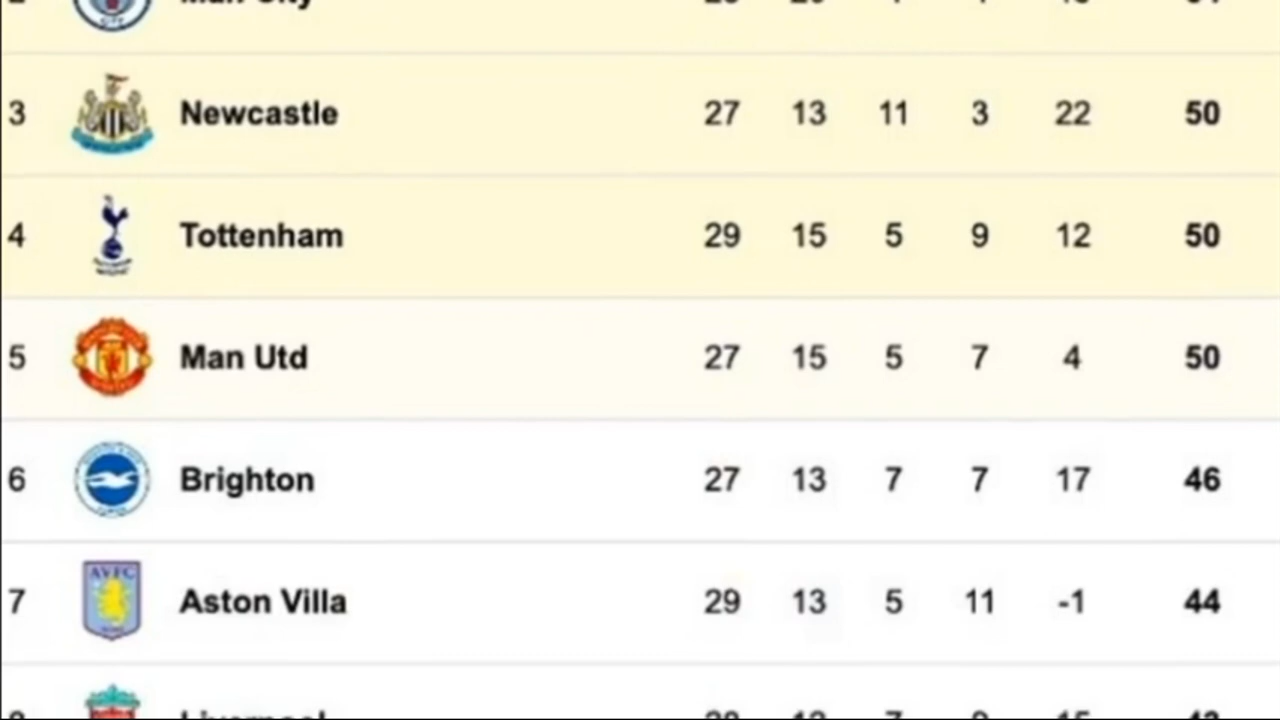 3 Newcastle 27 13 11 3 22 50
4 Tottenham 29 15 5 9 12 50
5 Man Utd 27 15 5 7 4 50
6 Brighton 27 13 7 7 17 46
AVFC
7 Aston Villa 29 13 5 11 -1 44